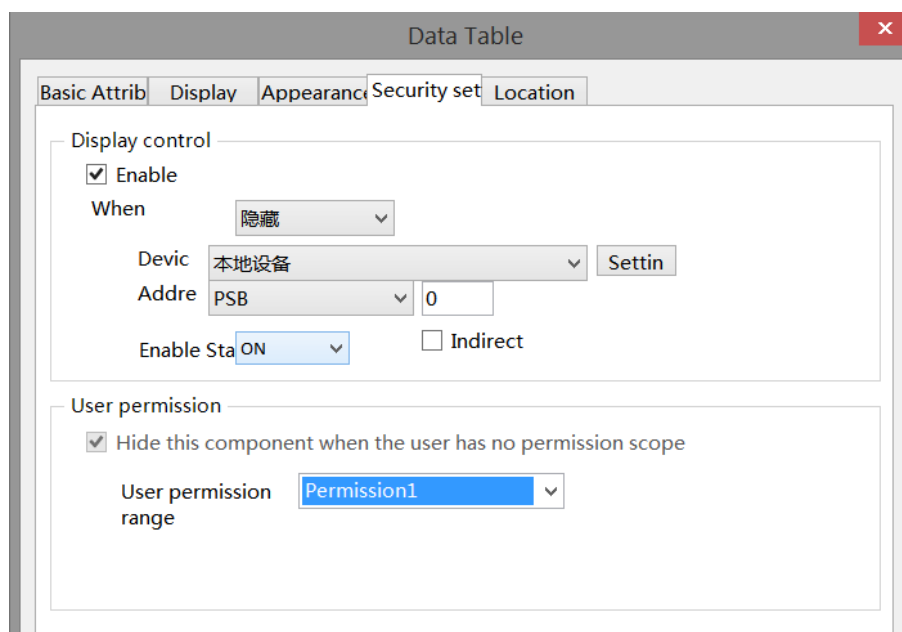 Data Table
Basic Attrib Display Appearance Security set Location
Display control
Enable
When 隐藏
Devic 本地设备 Settin
Addre PSB 0
Enable Sta ON Indirect
User permission
Hide this component when the user has no permission scope
User permission Permission1
range